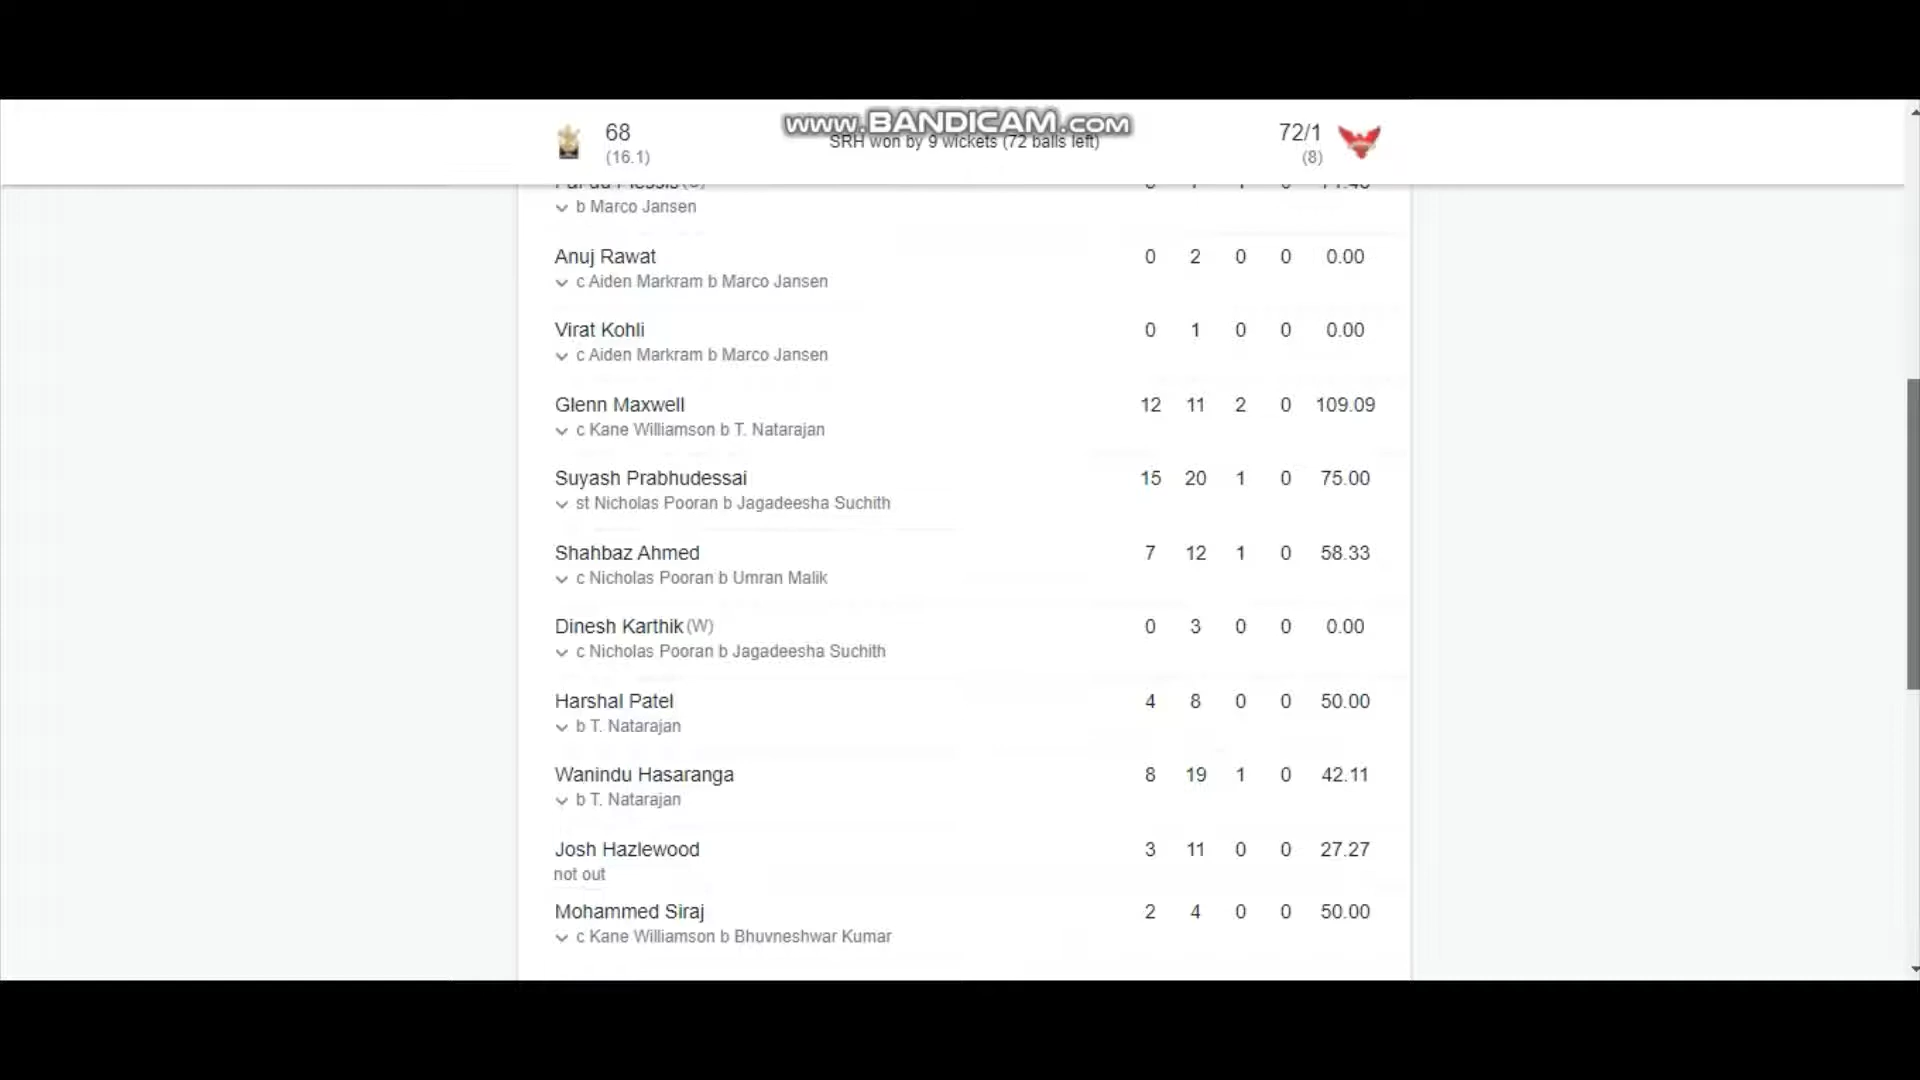 www.BANDICAM.com
68
(16.1)
SRH won by 9 wickets (72 balls left)
72/1
(8)
b Marco Jansen
Anuj Rawat 0 2 0 0 0.00
c Aiden Markram b Marco Jansen
Virat Kohli 0 1 0 0 0.00
c Aiden Markram b Marco Jansen
Glenn Maxwell 12 11 2 0 109.09
c Kane Williamson b T. Natarajan
Suyash Prabhudessai 15 20 1 0 75.00
st Nicholas Pooran b Jagadeesha Suchith
Shahbaz Ahmed 7 12 1 0 58.33
c Nicholas Pooran b Umran Malik
Dinesh Karthik (W) 0 3 0 0 0.00
c Nicholas Pooran b Jagadeesha Suchith
Harshal Patel 4 8 0 0 50.00
b T. Natarajan
Wanindu Hasaranga 8 19 1 0 42.11
b T. Natarajan
Josh Hazlewood 3 11 0 0 27.27
not out
Mohammed Siraj 2 4 0 0 50.00
c Kane Williamson b Bhuvneshwar Kumar